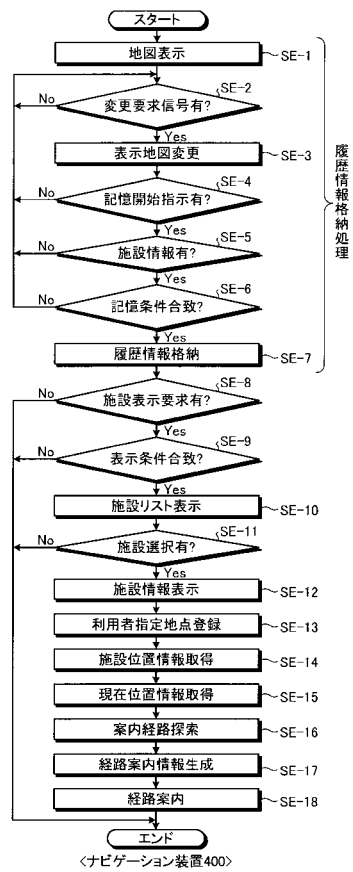 スタート
地図表示
SE-1
SE-2
No
変更要求信号有?
Yes
表示地図変更
SE-3
SE-4
No
記憶開始指示有?
Yes
SE-5
No
施設情報有?
Yes
SE-6
No
記憶条件合致?
Yes
履歴情報格納
SE-7
履歴情報格納処理
SE-8
No
施設表示要求有?
Yes
SE-9
No
表示条件合致?
Yes
施設リスト表示
SE-10
SE-11
No
施設選択有?
Yes
施設情報表示
SE-12
利用者指定地点登録
SE-13
施設位置情報取得
SE-14
現在位置情報取得
SE-15
案内経路探索
SE-16
経路案内情報生成
SE-17
経路案内
SE-18
エンド
<ナビゲーション装置400>